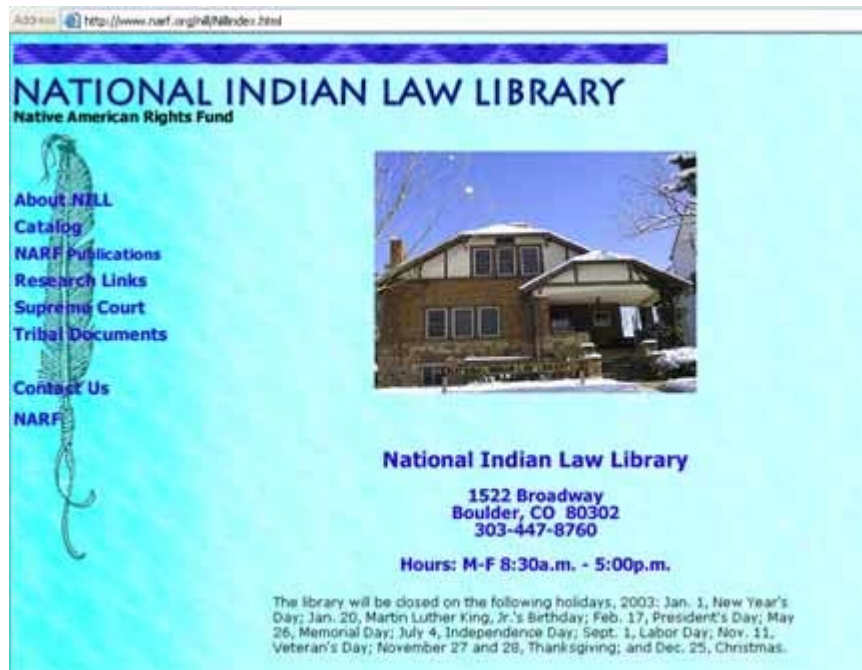 Address http://www.narf.org/nill/NillIndex.html
NATIONAL INDIAN LAW LIBRARY
Native American Rights Fund
About NILL
Catalog
NARF Publications
Research Links
Supreme Court
Tribal Documents
Contact Us
NARF
National Indian Law Library
1522 Broadway
Boulder, CO 80302
303-447-8760
Hours: M-F 8:30a.m. - 5:00p.m.
The library will be closed on the following holidays, 2003: Jan. 1, New Year's
Day; Jan. 20, Martin Luther King, Jr.'s Birthday; Feb. 17, President's Day; May
26, Memorial Day; July 4, Independence Day; Sept. 1, Labor Day; Nov. 11,
Veteran's Day; November 27 and 28, Thanksgiving; and Dec. 25, Christmas.